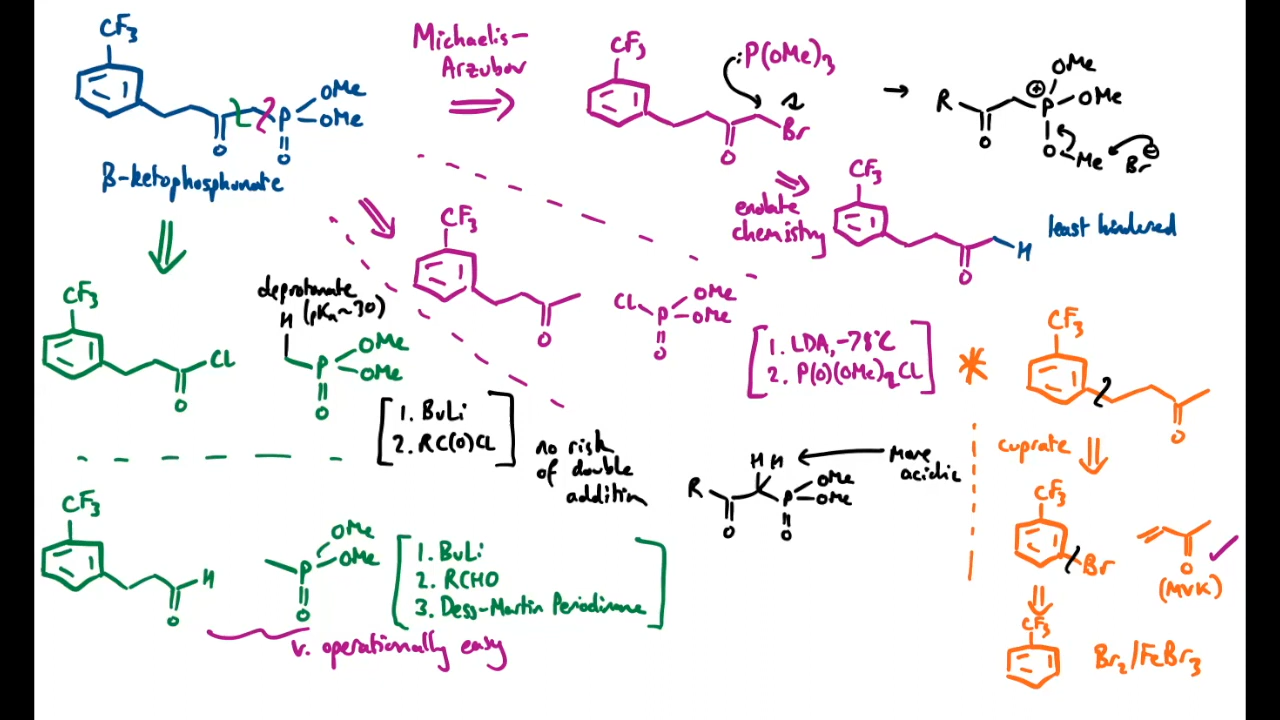 CF3
O
P
OMe
OMe
O
β-ketophosphonate
Michaelis-
Arzubov
CF3
O
Br
:P(OMe)3
R
O
P
⊕
OMe
OMe
O
Me
Br
⊖
enolate
chemistry
CF3
O
H
least hindered
CF3
O
Cl
P
OMe
OMe
O
1. LDA, -78°C
2. P(O)(OMe)2Cl
*
CF3
O
Cl
deprotonate
H (pKa~30)
P
OMe
OMe
O
1. BuLi
2. RC(O)Cl
no risk
of double
addition
R
O
H H
P
OMe
OMe
O
More
acidic
CF3
H
O
P
OMe
OMe
O
1. BuLi
2. RCHO
3. Dess-Martin Periodinane
v. operationally easy
CF3
O
cuprate
CF3
Br
O
(MVK)
CF3
Br2/FeBr3